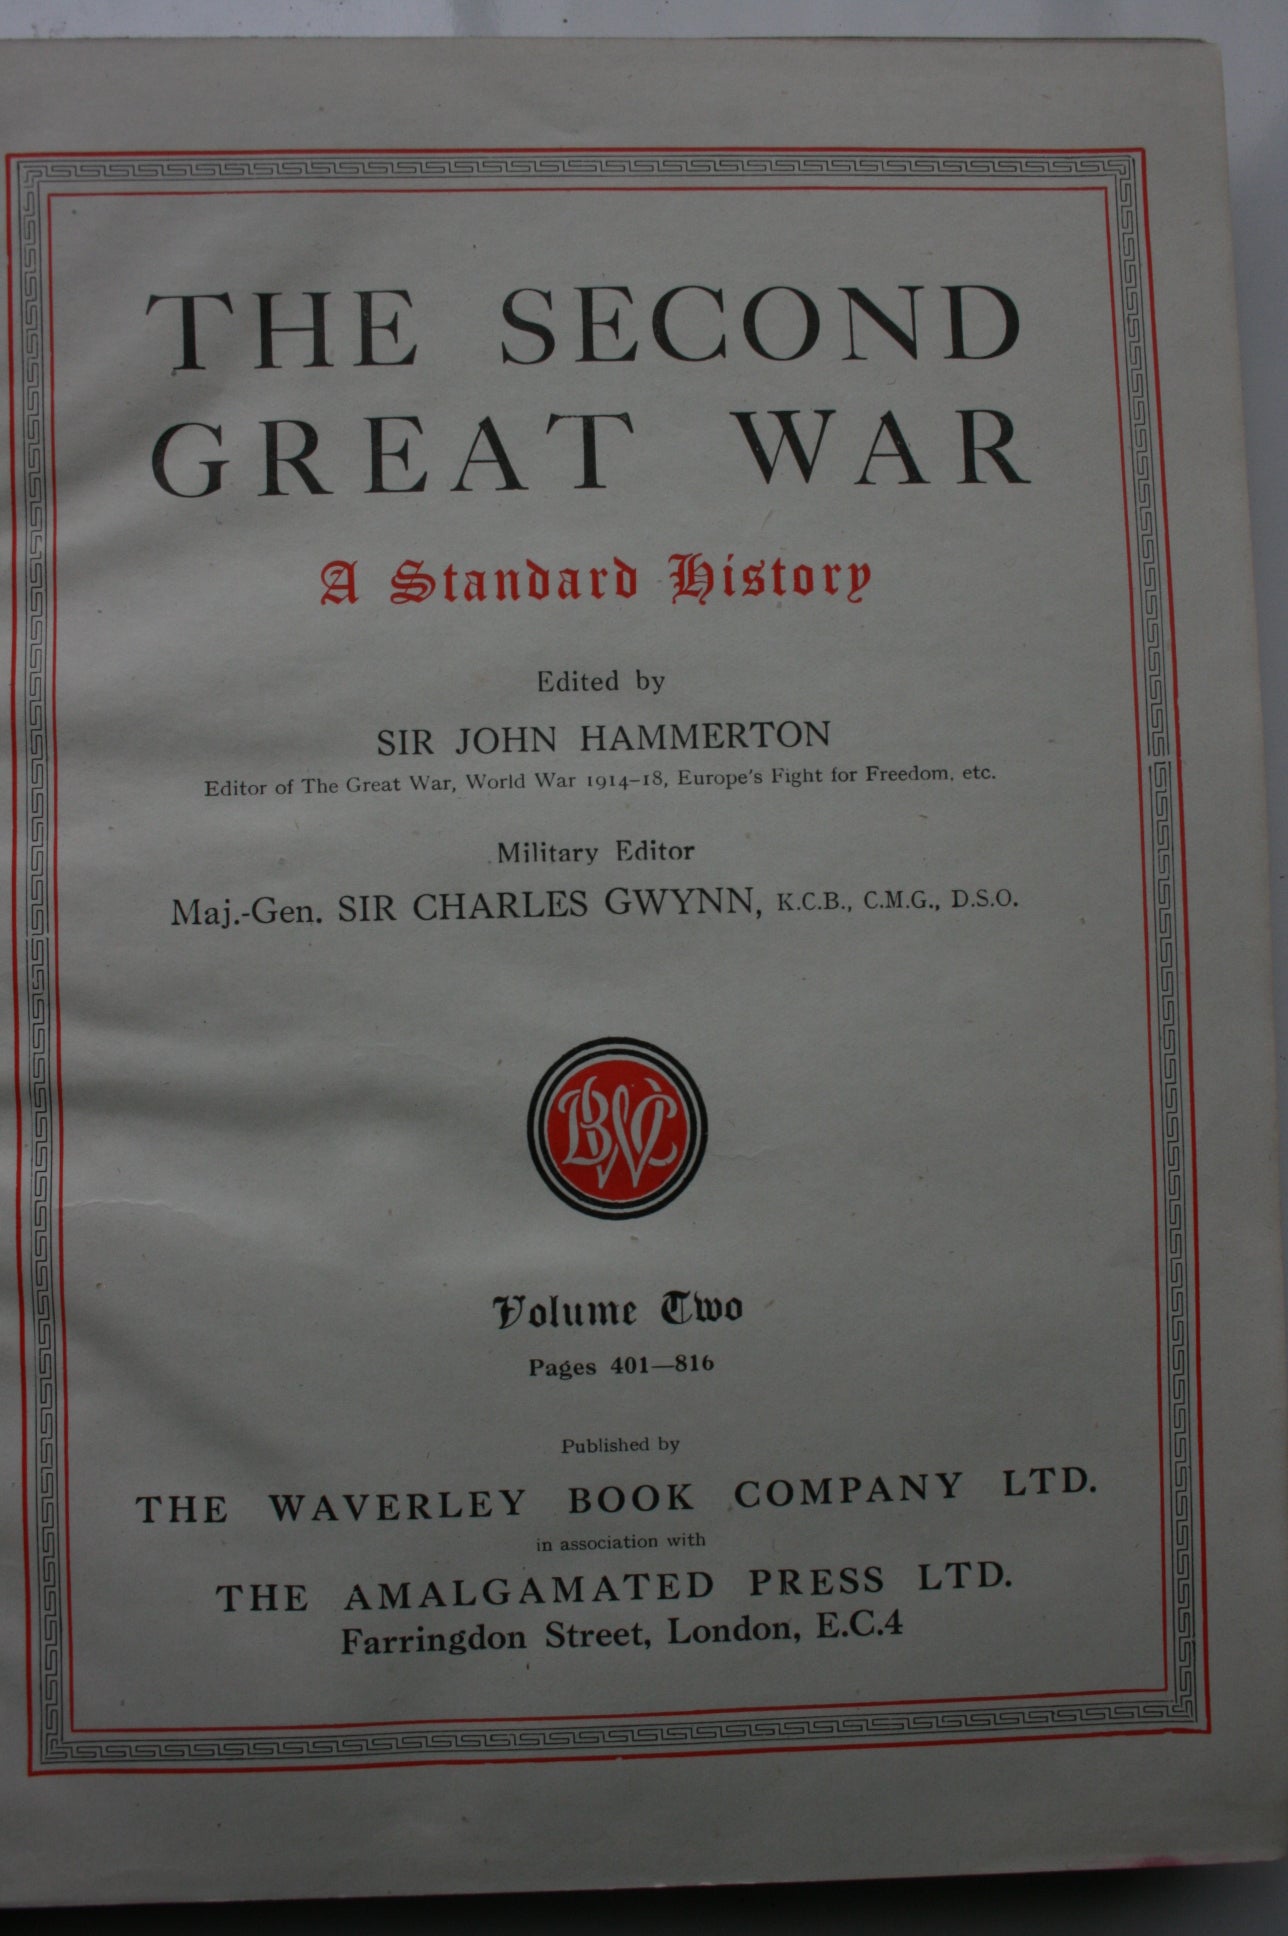 THE SECOND
GREAT WAR
A Standard History
Edited by
SIR JOHN HAMMERTON
Editor of The Great War, World War 1914–18, Europe's Fight for Freedom, etc.
Military Editor
Maj.-Gen. SIR CHARLES GWYNN, K.C.B., C.M.G., D.S.O.
BWC
Volume Two
Pages 401—816
Published by
THE WAVERLEY BOOK COMPANY LTD.
in association with
THE AMALGAMATED PRESS LTD.
Farringdon Street, London, E.C.4